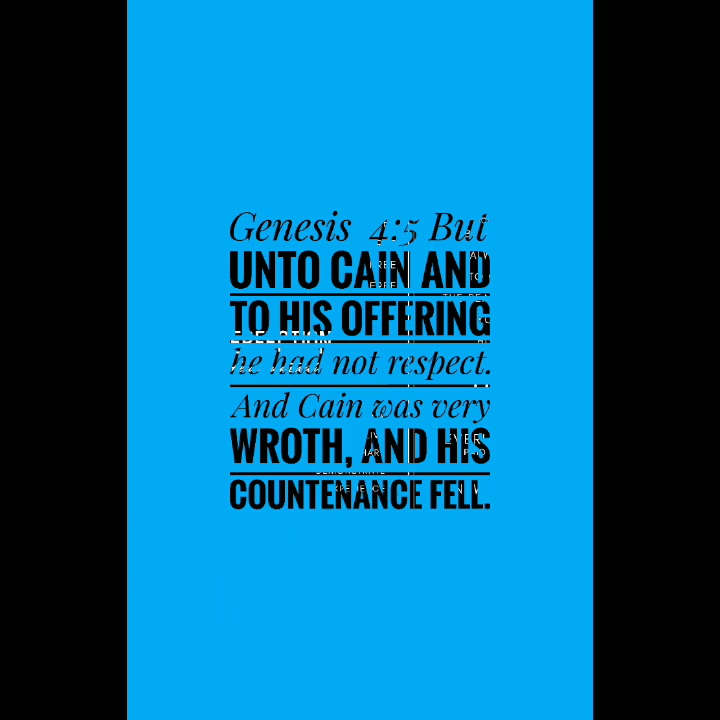 Genesis 4:5 But
UNTO CAIN AND
TO HIS OFFERING
he had not respect.
And Cain was very
WROTH, AND HIS
COUNTENANCE FELL.